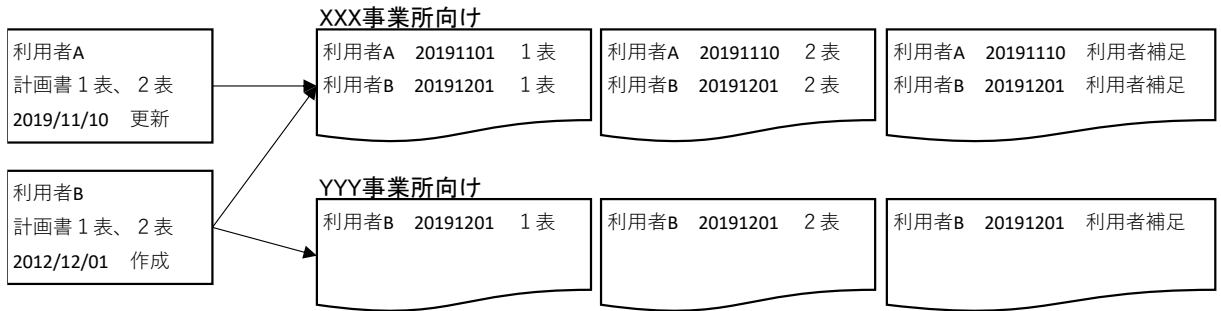 利用者A
計画書１表、２表
2019/11/10　更新
利用者B
計画書１表、２表
2012/12/01　作成
XXX事業所向け
利用者A　20191101　１表
利用者B　20191201　１表
利用者A　20191110　２表
利用者B　20191201　２表
利用者A　20191110　利用者補足
利用者B　20191201　利用者補足
YYY事業所向け
利用者B　20191201　１表
利用者B　20191201　２表
利用者B　20191201　利用者補足